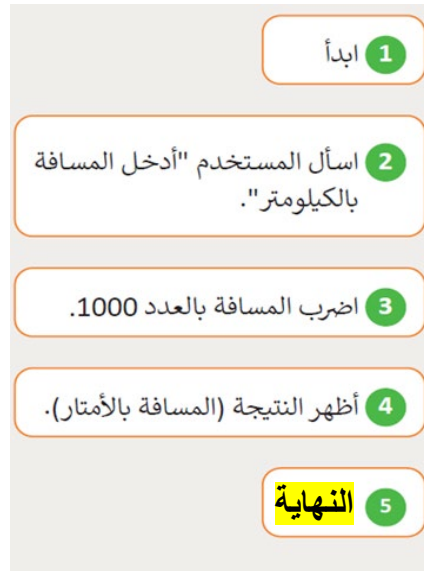 1 ابدأ
2 اسأل المستخدم "أدخل المسافة
بالكيلومتر".
3 اضرب المسافة بالعدد 1000.
4 أظهر النتيجة (المسافة بالأمتار).
5 النهاية